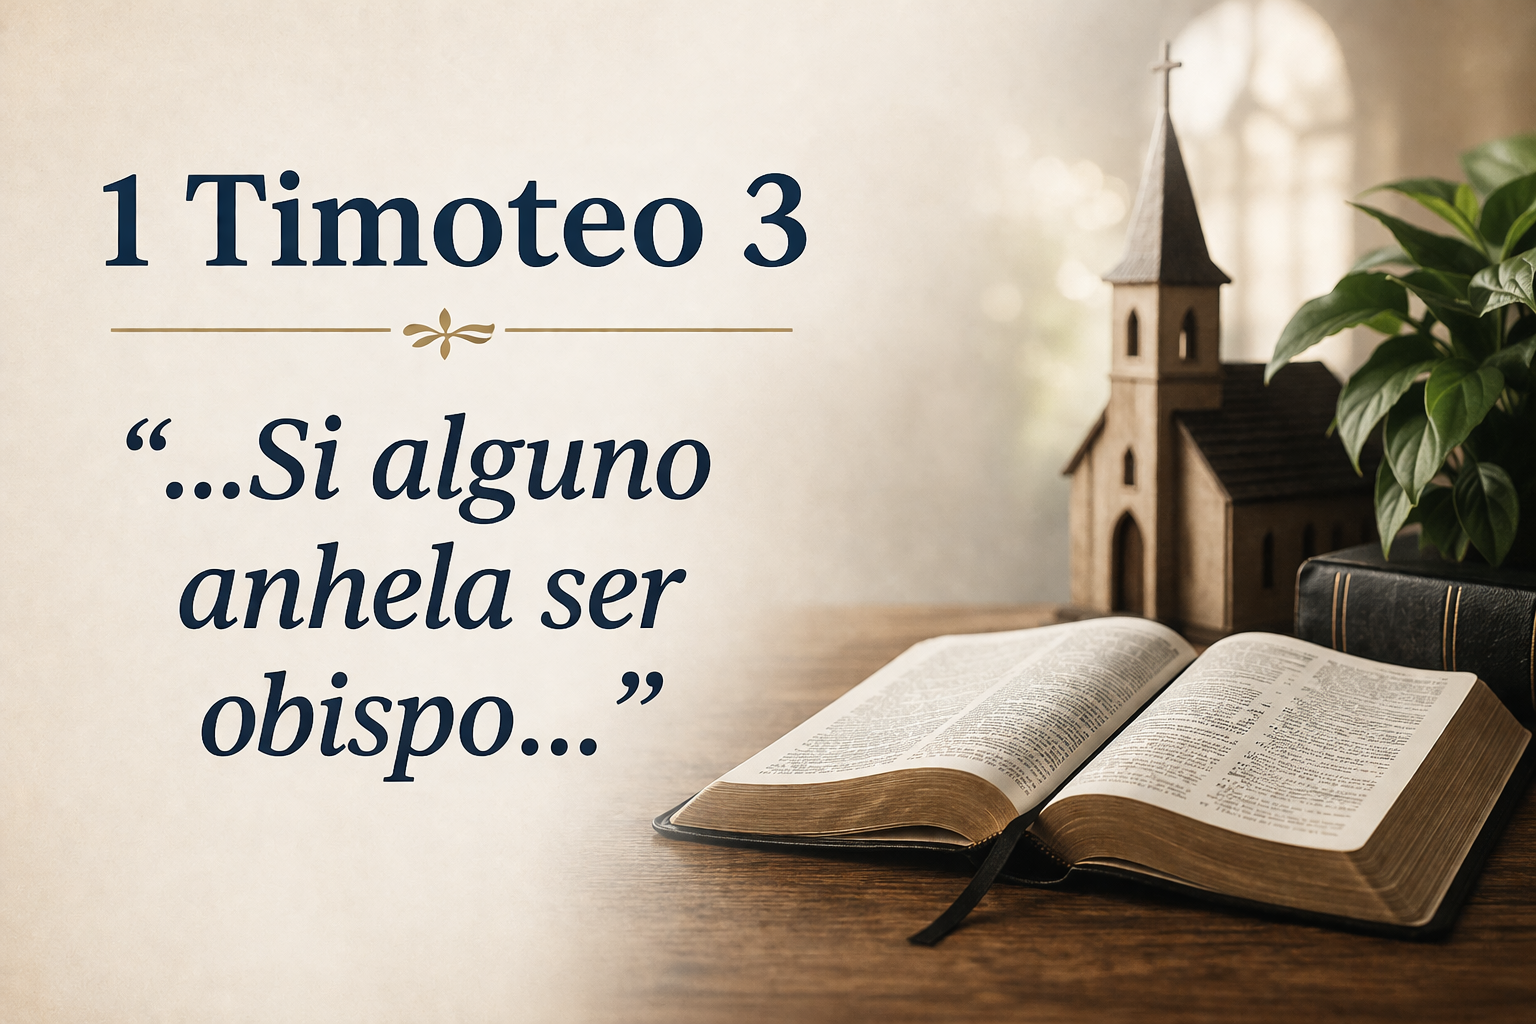 1 Timoteo 3
“...Si alguno
anhela ser
obispo...”